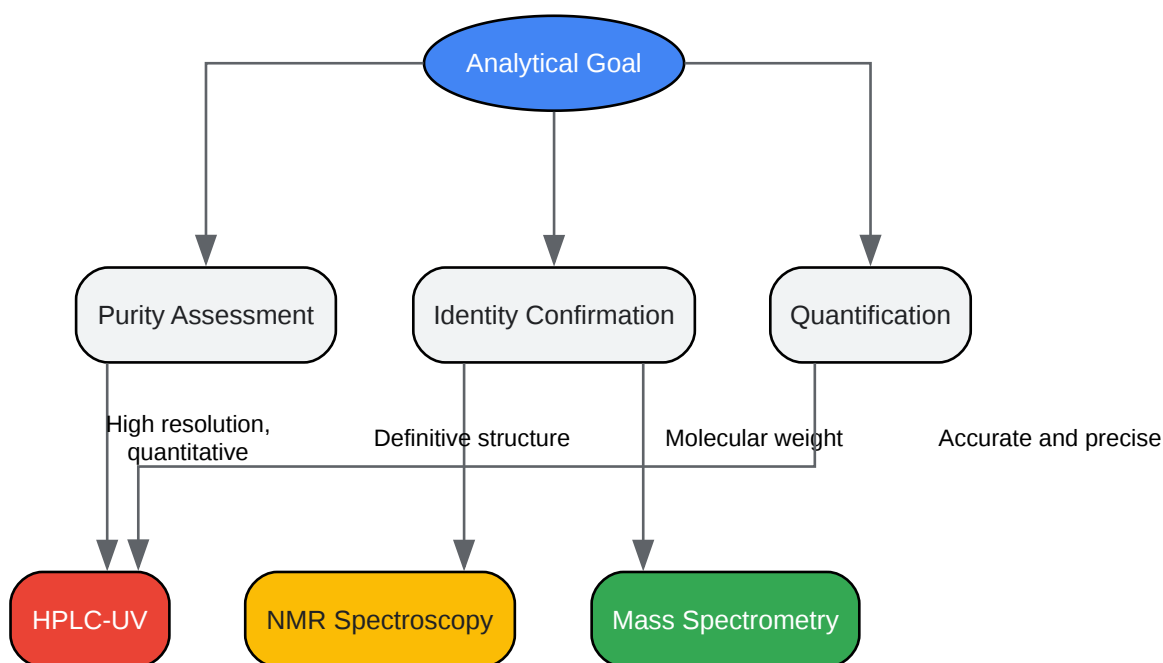 Analytical Goal
Purity Assessment
Identity Confirmation
Quantification
High resolution,
quantitative
Definitive structure
Molecular weight
Accurate and precise
HPLC-UV
NMR Spectroscopy
Mass Spectrometry